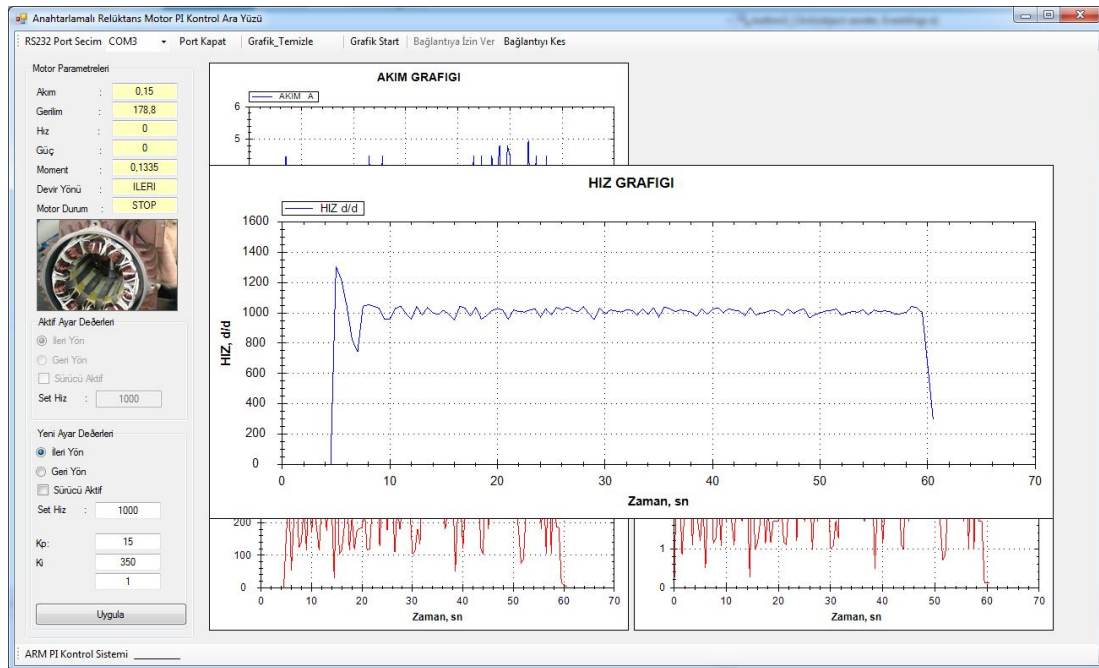 Anahtarlamalı Relüktans Motor PI Kontrol Ara Yüzü
RS232 Port Secim COM3 Port Kapat Grafik_Temizle Grafik Start Bağlantıya İzin Ver Bağlantıyı Kes
Motor Parametreleri
Akım : 0,15
Gerilim : 178,8
Hız : 0
Güç : 0
Moment : 0,1335
Devir Yönü : ILERI
Motor Durum : STOP
Aktif Ayar Deðerleri
İleri Yön
Geri Yön
Sürücü Aktif
Set Hiz : 1000
Yeni Ayar Deðerleri
İleri Yön
Geri Yön
Sürücü Aktif
Set Hiz : 1000
Kp: 15
Ki 350
1
Uygula
ARM PI Kontrol Sistemi
AKIM GRAFIGI
AKIM A
6
5
HIZ GRAFIGI
HIZ d/d
1600
1400
1200
1000
800
600
400
200
0
HIZ, d/d
0 10 20 30 40 50 60 70
Zaman, sn
200
100
0
0 10 20 30 40 50 60 70
Zaman, sn
1
0
0 10 20 30 40 50 60 70
Zaman, sn